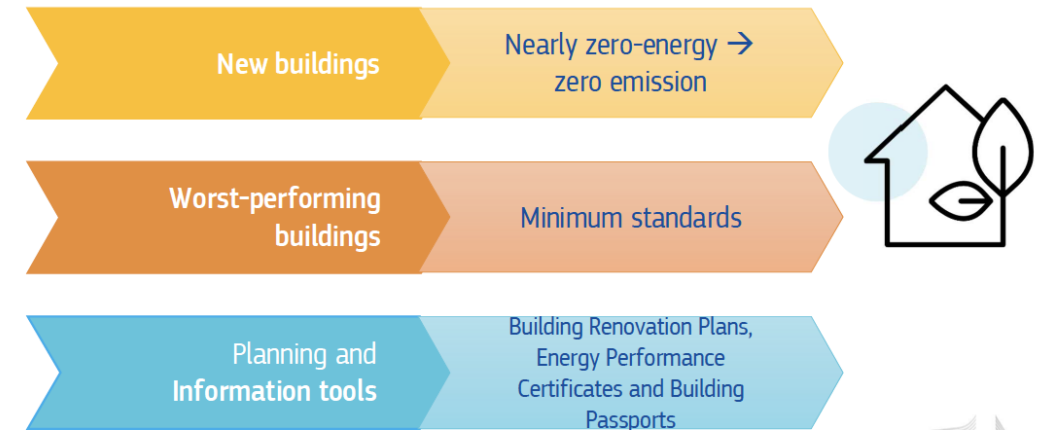 New buildings
Nearly zero-energy →
zero emission
Worst-performing
buildings
Minimum standards
Planning and
Information tools
Building Renovation Plans,
Energy Performance
Certificates and Building
Passports